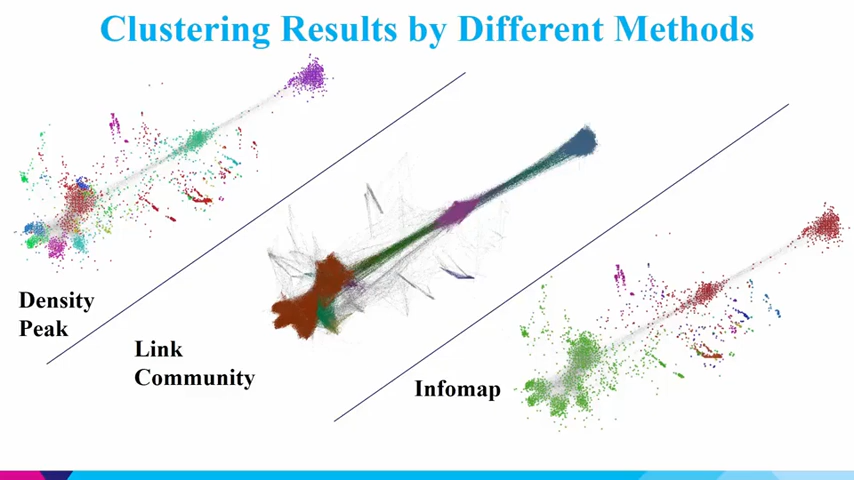 Clustering Results by Different Methods
Density
Peak
Link
Community
Infomap